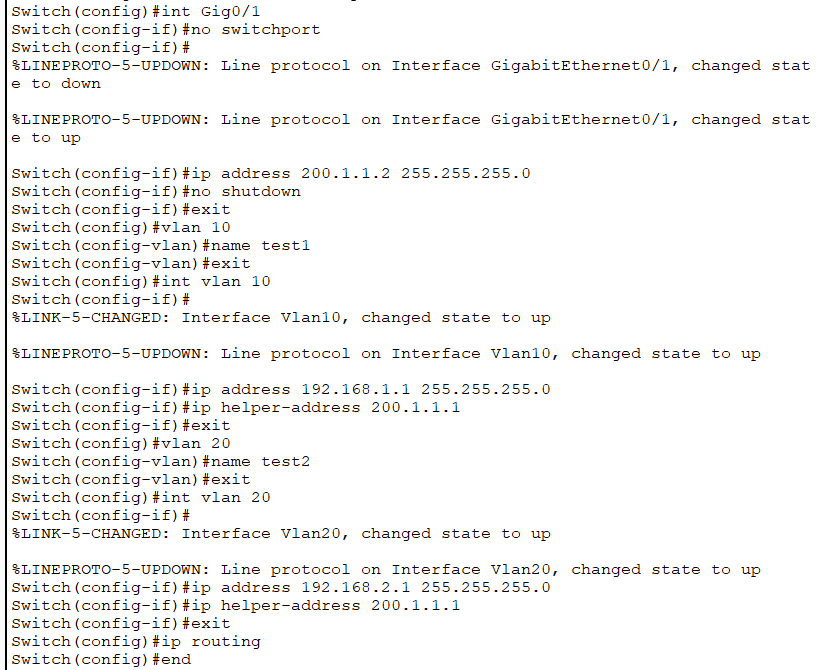 Switch(config)#int Gig0/1
Switch(config-if)#no switchport
Switch(config-if)#
%LINEPROTO-5-UPDOWN: Line protocol on Interface GigabitEthernet0/1, changed stat
e to down
%LINEPROTO-5-UPDOWN: Line protocol on Interface GigabitEthernet0/1, changed stat
e to up
Switch(config-if)#ip address 200.1.1.2 255.255.255.0
Switch(config-if)#no shutdown
Switch(config-if)#exit
Switch(config)#vlan 10
Switch(config-vlan)#name test1
Switch(config-vlan)#exit
Switch(config)#int vlan 10
Switch(config-if)#
%LINK-5-CHANGED: Interface Vlan10, changed state to up
%LINEPROTO-5-UPDOWN: Line protocol on Interface Vlan10, changed state to up
Switch(config-if)#ip address 192.168.1.1 255.255.255.0
Switch(config-if)#ip helper-address 200.1.1.1
Switch(config-if)#exit
Switch(config)#vlan 20
Switch(config-vlan)#name test2
Switch(config-vlan)#exit
Switch(config)#int vlan 20
Switch(config-if)#
%LINK-5-CHANGED: Interface Vlan20, changed state to up
%LINEPROTO-5-UPDOWN: Line protocol on Interface Vlan20, changed state to up
Switch(config-if)#ip address 192.168.2.1 255.255.255.0
Switch(config-if)#ip helper-address 200.1.1.1
Switch(config-if)#exit
Switch(config)#ip routing
Switch(config)#end